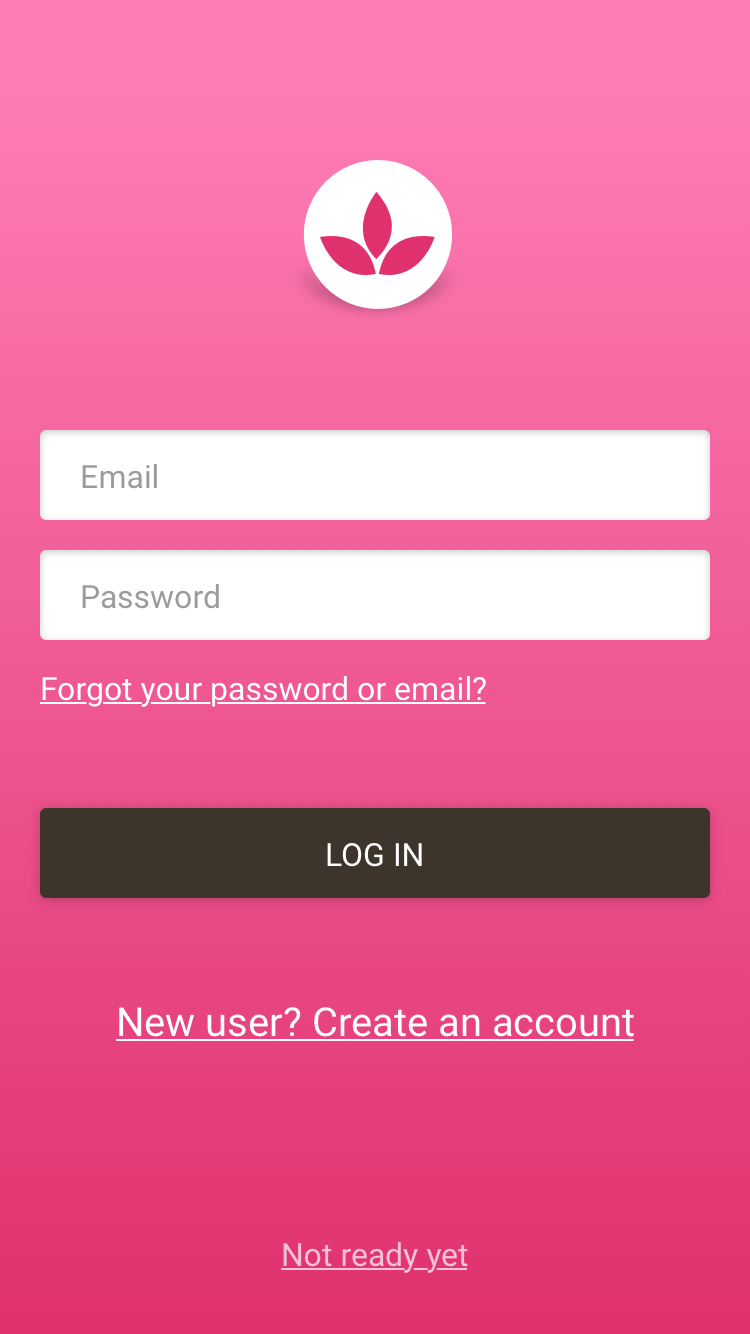 Email
Password
Forgot your password or email?
LOG IN
New user? Create an account
Not ready yet